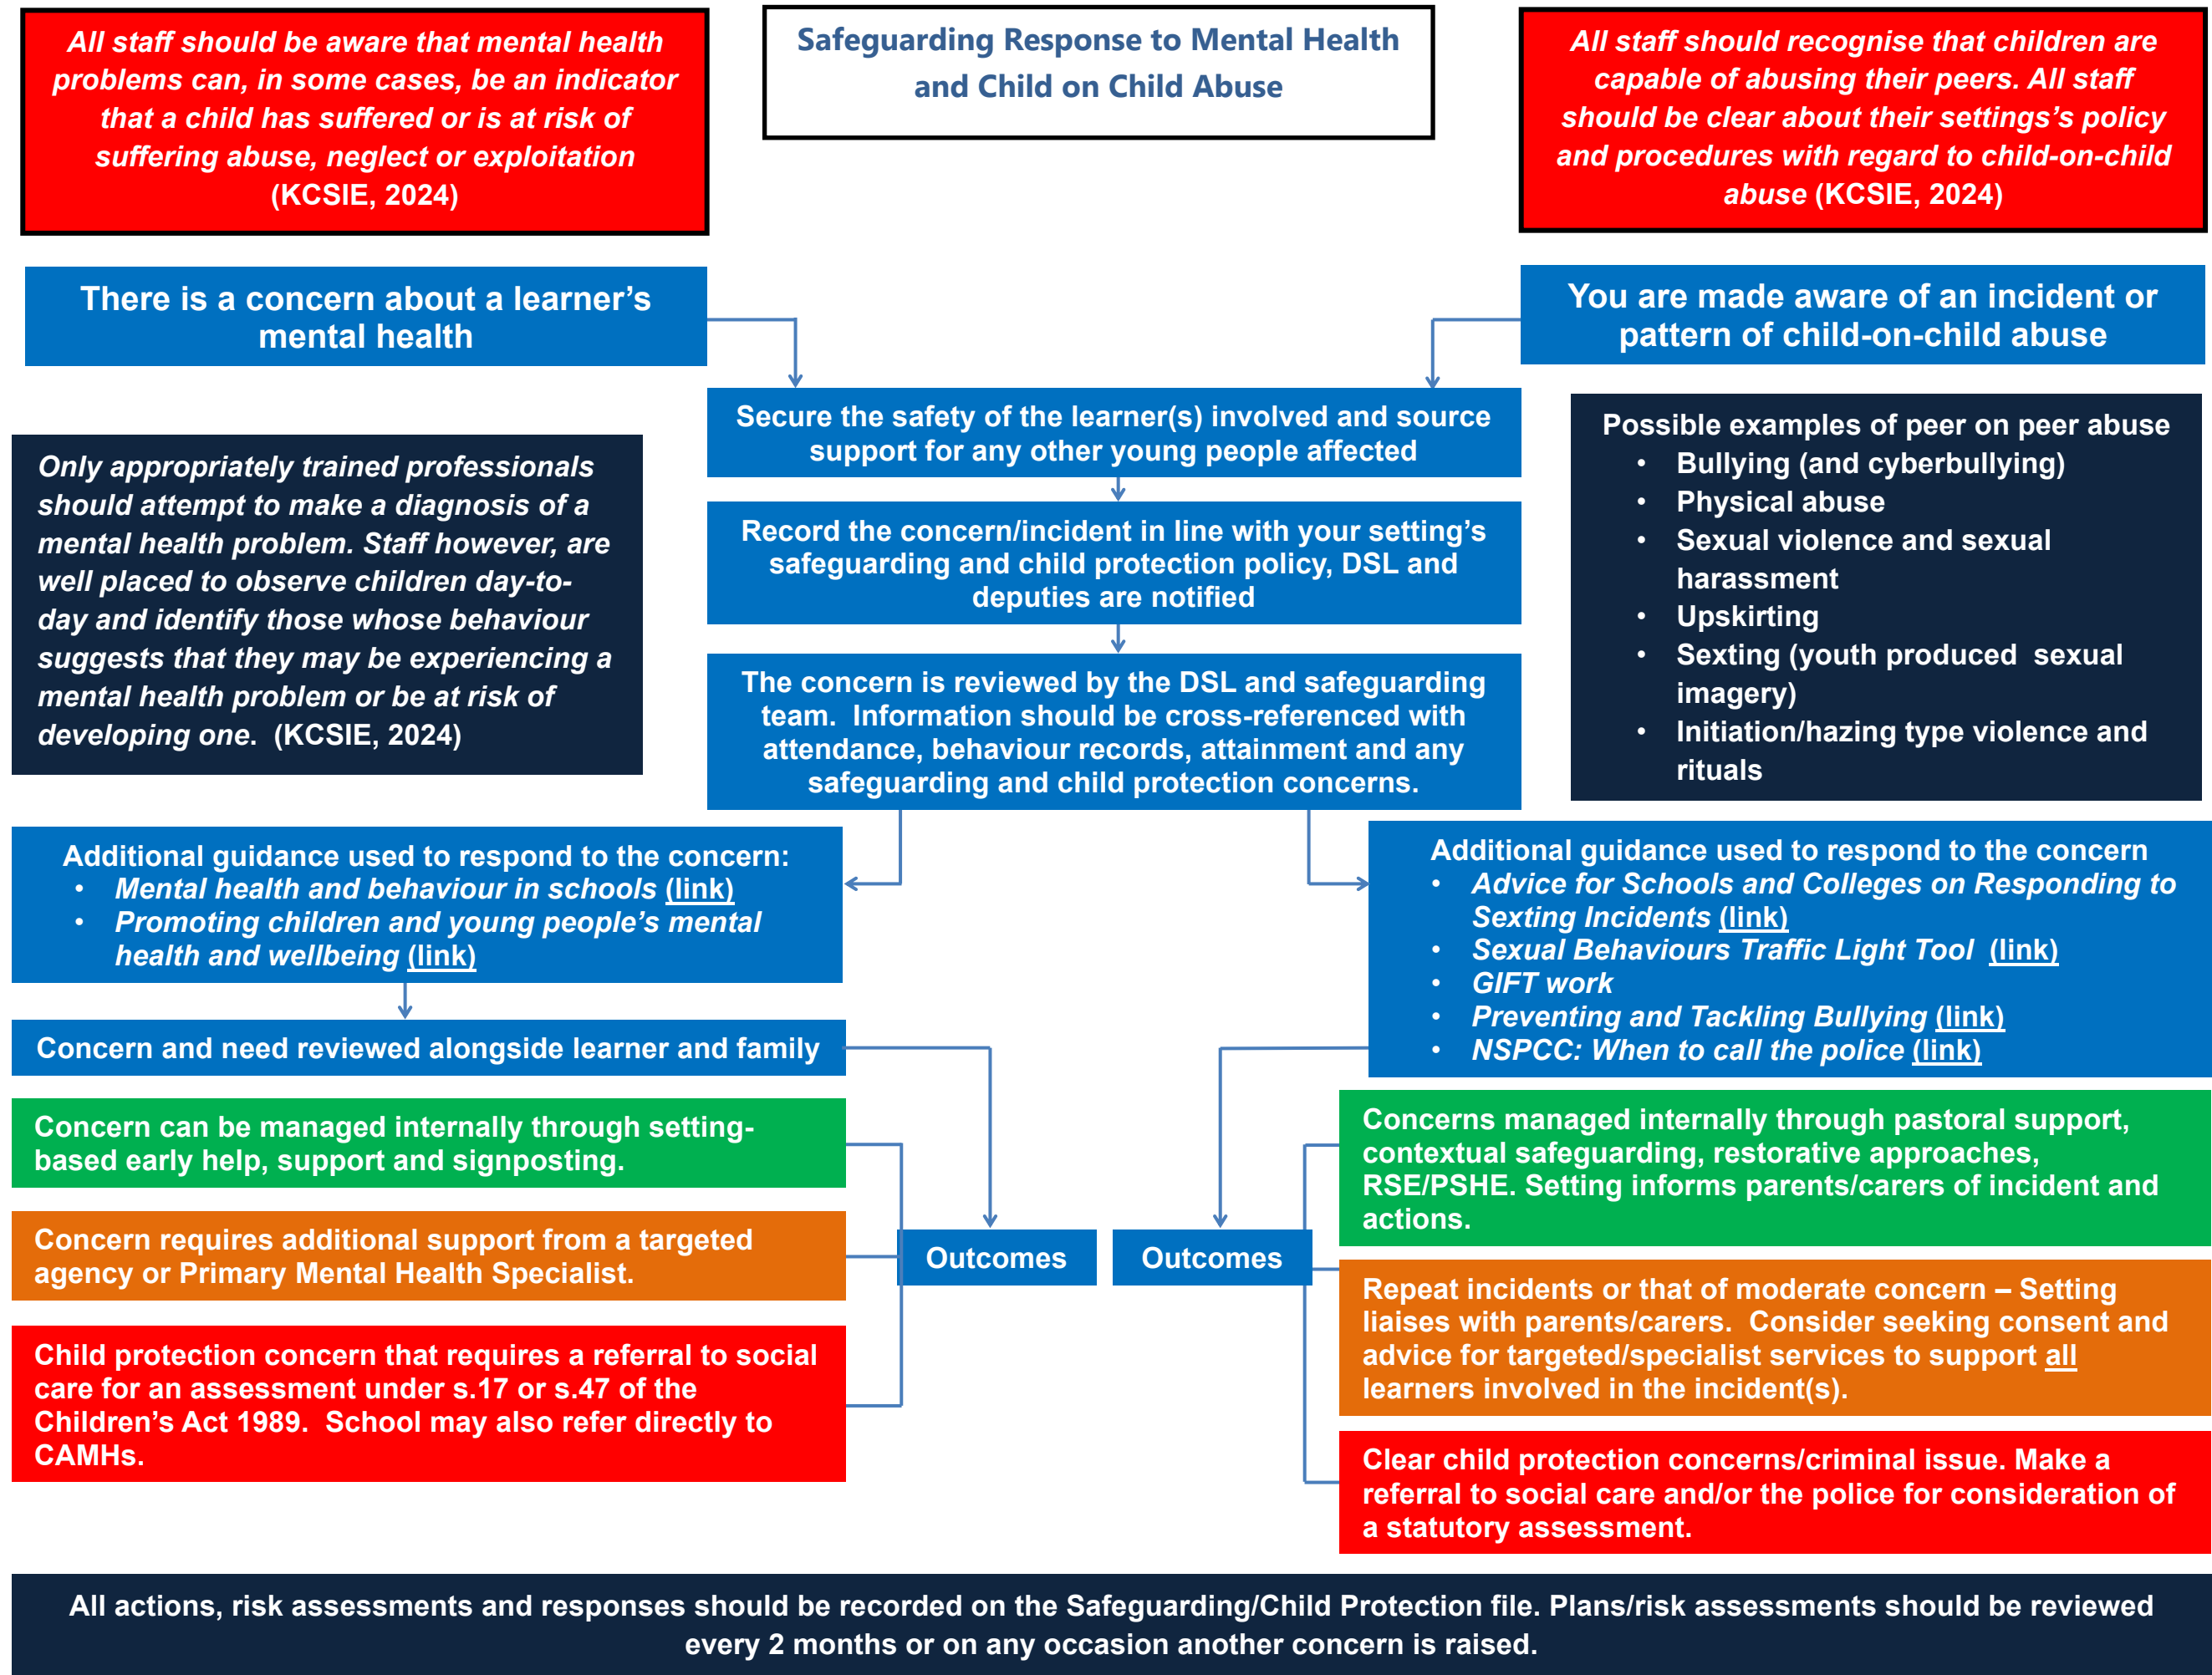 All staff should be aware that mental health
problems can, in some cases, be an indicator
that a child has suffered or is at risk of
suffering abuse, neglect or exploitation
(KCSIE, 2024)
Safeguarding Response to Mental Health
and Child on Child Abuse
All staff should recognise that children are
capable of abusing their peers. All staff
should be clear about their settings's policy
and procedures with regard to child-on-child
abuse (KCSIE, 2024)
There is a concern about a learner’s
mental health
You are made aware of an incident or
pattern of child-on-child abuse
Secure the safety of the learner(s) involved and source
support for any other young people affected
Only appropriately trained professionals
should attempt to make a diagnosis of a
mental health problem. Staff however, are
well placed to observe children day-to-
day and identify those whose behaviour
suggests that they may be experiencing a
mental health problem or be at risk of
developing one.  (KCSIE, 2024)
Record the concern/incident in line with your setting’s
safeguarding and child protection policy, DSL and
deputies are notified
Possible examples of peer on peer abuse
• Bullying (and cyberbullying)
• Physical abuse
• Sexual violence and sexual
harassment
• Upskirting
• Sexting (youth produced  sexual
imagery)
• Initiation/hazing type violence and
rituals
The concern is reviewed by the DSL and safeguarding
team.  Information should be cross-referenced with
attendance, behaviour records, attainment and any
safeguarding and child protection concerns.
Additional guidance used to respond to the concern:
• Mental health and behaviour in schools (link)
• Promoting children and young people’s mental
health and wellbeing (link)
Additional guidance used to respond to the concern
• Advice for Schools and Colleges on Responding to
Sexting Incidents (link)
• Sexual Behaviours Traffic Light Tool  (link)
• GIFT work
• Preventing and Tackling Bullying (link)
• NSPCC: When to call the police (link)
Concern and need reviewed alongside learner and family
Concern can be managed internally through setting-
based early help, support and signposting.
Concern requires additional support from a targeted
agency or Primary Mental Health Specialist.
Child protection concern that requires a referral to social
care for an assessment under s.17 or s.47 of the
Children’s Act 1989.  School may also refer directly to
CAMHs.
Outcomes
Outcomes
Concerns managed internally through pastoral support,
contextual safeguarding, restorative approaches,
RSE/PSHE. Setting informs parents/carers of incident and
actions.
Repeat incidents or that of moderate concern – Setting
liaises with parents/carers.  Consider seeking consent and
advice for targeted/specialist services to support all
learners involved in the incident(s).
Clear child protection concerns/criminal issue. Make a
referral to social care and/or the police for consideration of
a statutory assessment.
All actions, risk assessments and responses should be recorded on the Safeguarding/Child Protection file. Plans/risk assessments should be reviewed
every 2 months or on any occasion another concern is raised.